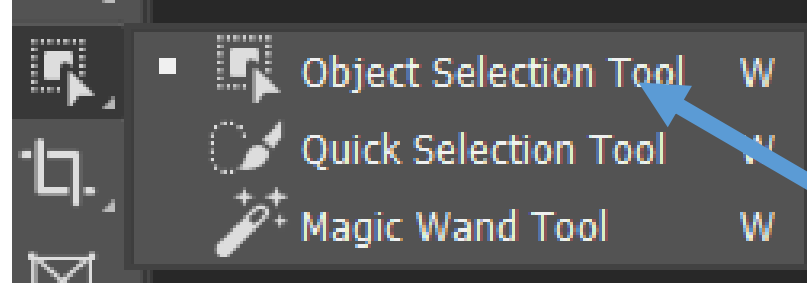 Object Selection Tool W
Quick Selection Tool W
Magic Wand Tool W